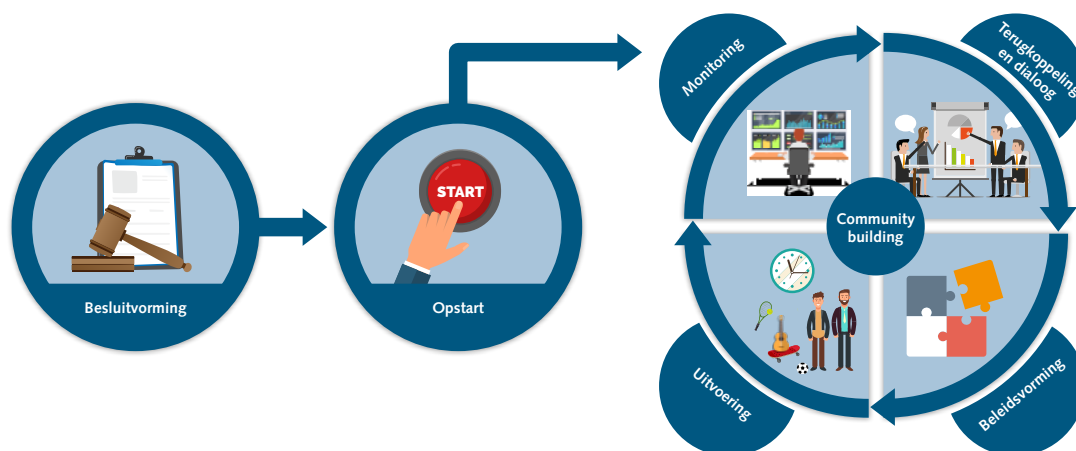 Besluitvorming
START
Opstart
Monitoring
Terugkoppeling
en dialoog
Community
building
Uitvoering
Beleidsvorming